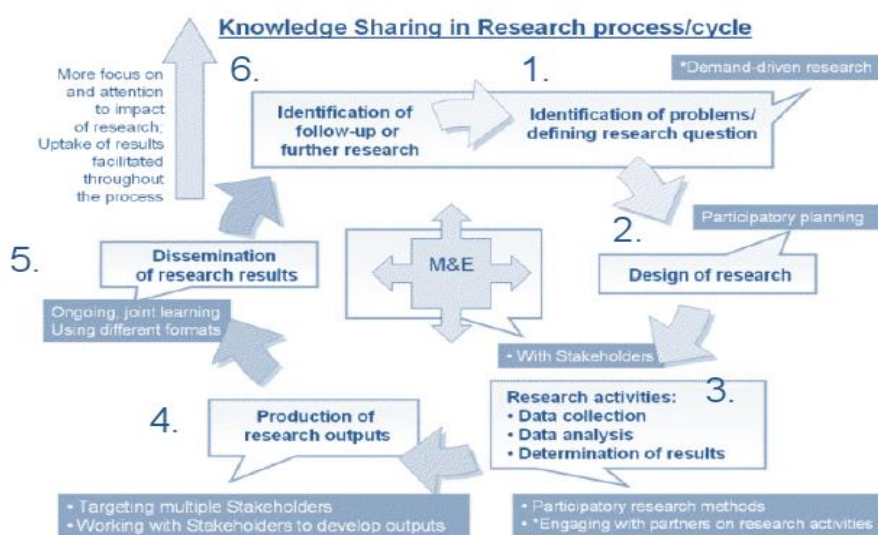 Knowledge Sharing in Research process/cycle
More focus on
and attention
to impact
of research;
Uptake of results
facilitated
throughout
the process
6.
Identification of
follow-up or
further research
1.
Identification of problems/
defining research question
*Demand-driven research
2.
Participatory planning
Design of research
M&E
• With Stakeholders
3.
Research activities:
• Data collection
• Data analysis
• Determination of results
• Participatory research methods
• *Engaging with partners on research activities
4.
Production of
research outputs
• Targeting multiple Stakeholders
• Working with Stakeholders to develop outputs
5.
Dissemination
of research results
Ongoing, joint learning
Using different formats